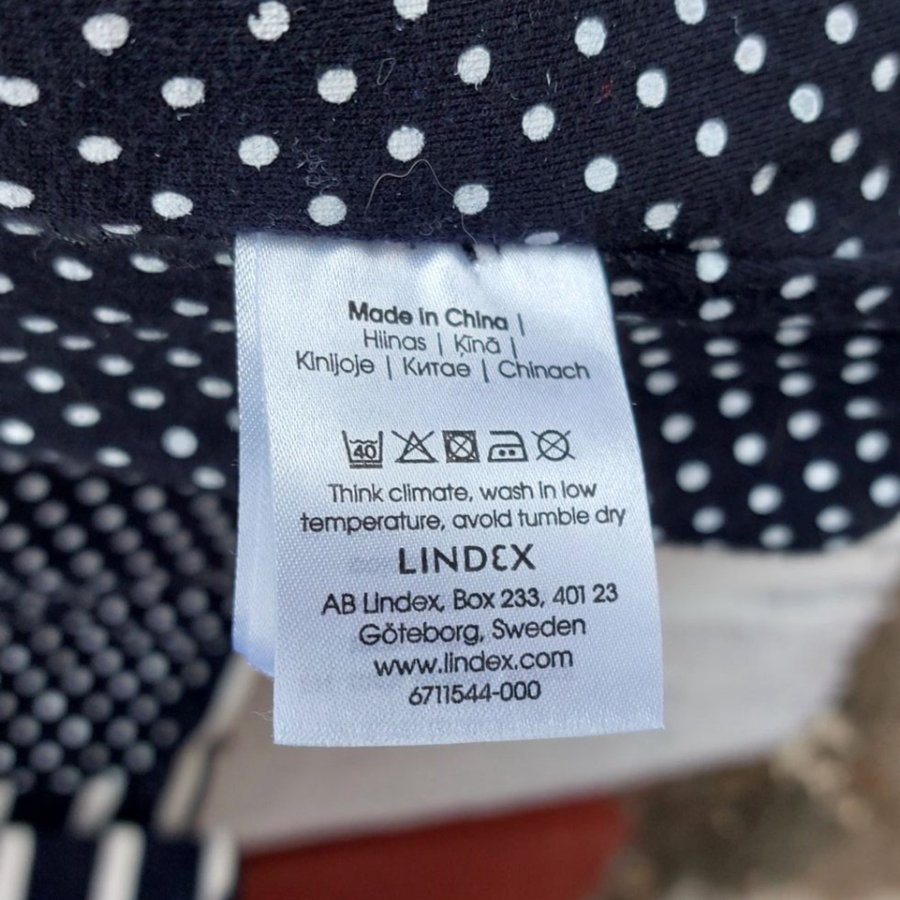 Made in China |
Hiinas | Ķīnā |
Kinijoje | Китае | Chinach
40
Think climate, wash in low
temperature, avoid tumble dry
LINDEX
AB Lindex, Box 233, 401 23
Göteborg, Sweden
www.lindex.com
6711544-000